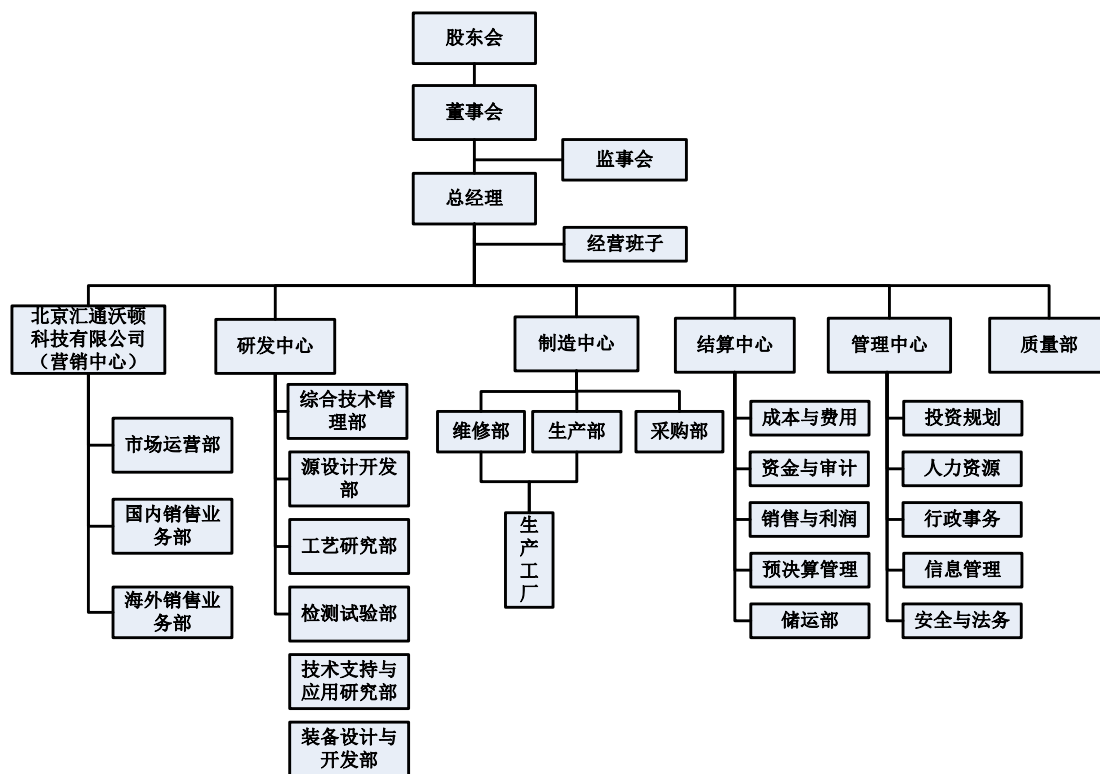 股东会
董事会
监事会
总经理
经营班子
北京汇通沃顿
科技有限公司
（营销中心）
研发中心
制造中心
结算中心
管理中心
质量部
市场运营部
国内销售业
务部
海外销售业
务部
综合技术管
理部
源设计开发
部
工艺研究部
检测试验部
技术支持与
应用研究部
装备设计与
开发部
维修部
生产部
采购部
生
产
工
厂
成本与费用
资金与审计
销售与利润
预决算管理
储运部
投资规划
人力资源
行政事务
信息管理
安全与法务